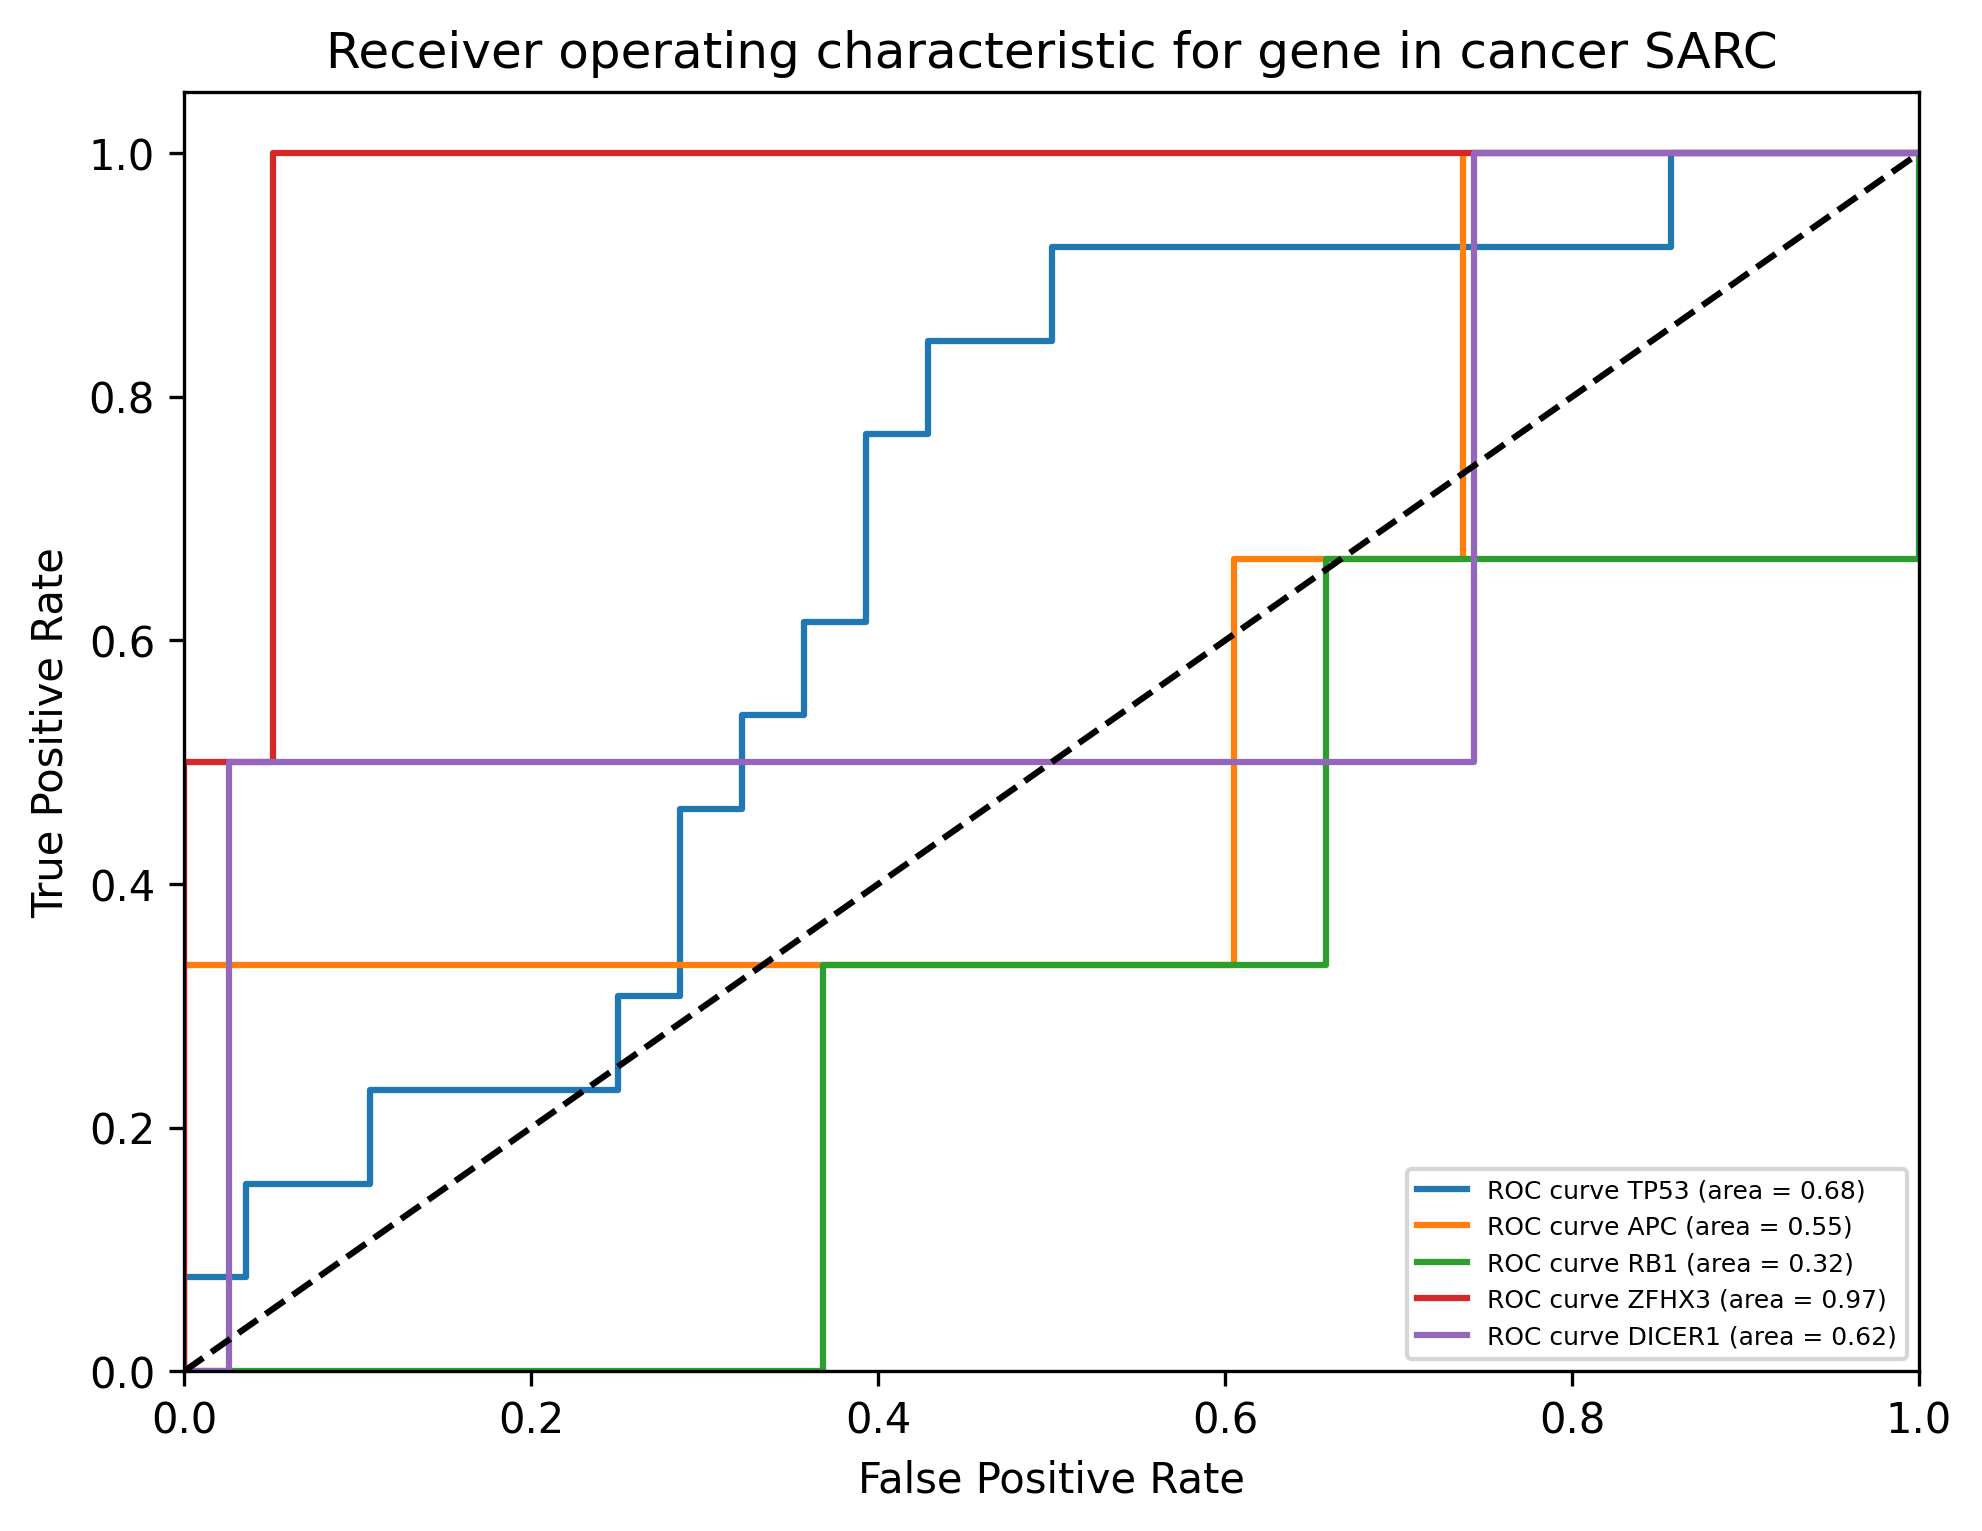 Receiver operating characteristic for gene in cancer SARC
True Positive Rate
1.0
0.8
0.6
0.4
0.2
0.0
0.0 0.2 0.4 0.6 0.8 1.0
False Positive Rate
ROC curve TP53 (area = 0.68)
ROC curve APC (area = 0.55)
ROC curve RB1 (area = 0.32)
ROC curve ZFHX3 (area = 0.97)
ROC curve DICER1 (area = 0.62)